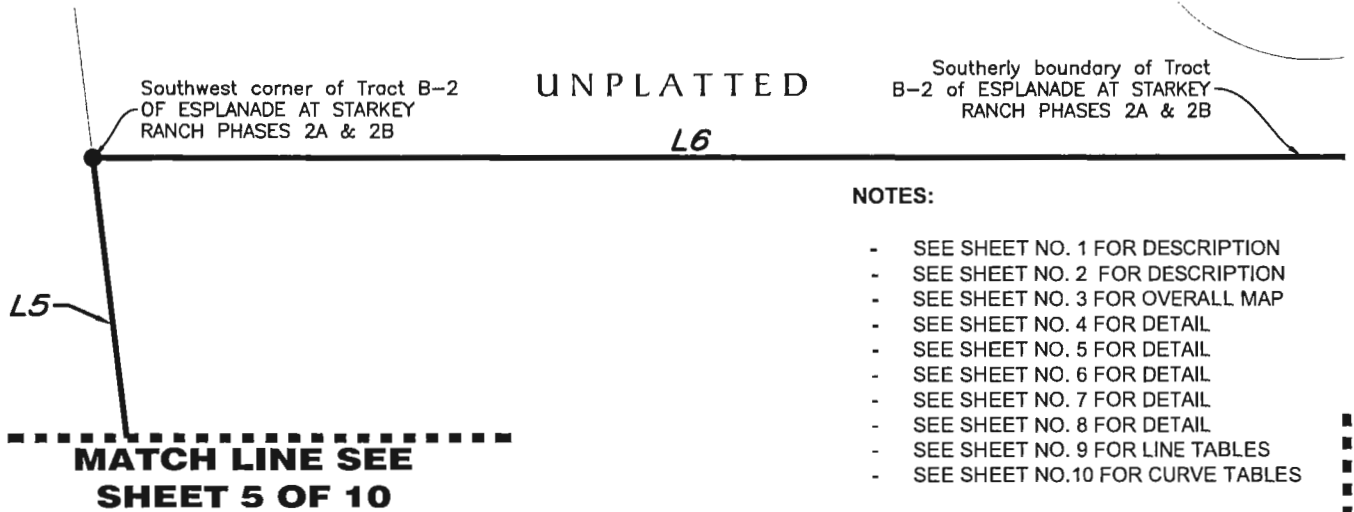 Southwest corner of Tract B-2
OF ESPLANADE AT STARKEY
RANCH PHASES 2A & 2B
UNPLATTED
Southerly boundary of Tract
B-2 of ESPLANADE AT STARKEY
RANCH PHASES 2A & 2B
L6
L5
NOTES:
- SEE SHEET NO. 1 FOR DESCRIPTION
- SEE SHEET NO. 2 FOR DESCRIPTION
- SEE SHEET NO. 3 FOR OVERALL MAP
- SEE SHEET NO. 4 FOR DETAIL
- SEE SHEET NO. 5 FOR DETAIL
- SEE SHEET NO. 6 FOR DETAIL
- SEE SHEET NO. 7 FOR DETAIL
- SEE SHEET NO. 8 FOR DETAIL
- SEE SHEET NO. 9 FOR LINE TABLES
- SEE SHEET NO.10 FOR CURVE TABLES
MATCH LINE SEE
SHEET 5 OF 10